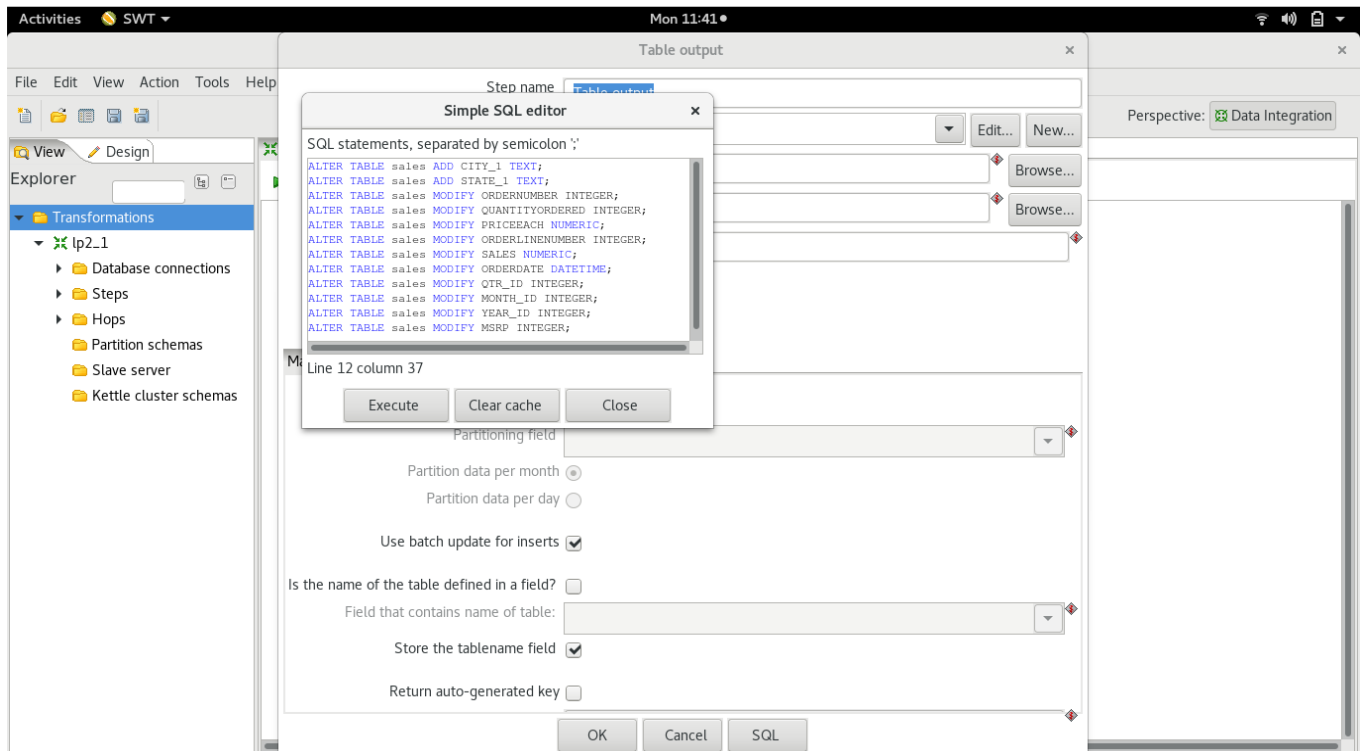 Activities SWT Mon 11:41
Table output
File Edit View Action Tools Help
Step name Table output
Simple SQL editor
Edit... New...
Perspective: Data Integration
View Design
SQL statements, separated by semicolon ';'
Explorer
Browse...
Browse...
ALTER TABLE sales ADD CITY_1 TEXT;
ALTER TABLE sales ADD STATE_1 TEXT;
ALTER TABLE sales MODIFY ORDERNUMBER INTEGER;
ALTER TABLE sales MODIFY QUANTITYORDERED INTEGER;
ALTER TABLE sales MODIFY PRICEEACH NUMERIC;
ALTER TABLE sales MODIFY ORDERLINENUMBER INTEGER;
ALTER TABLE sales MODIFY SALES NUMERIC;
ALTER TABLE sales MODIFY ORDERDATE DATETIME;
ALTER TABLE sales MODIFY QTR_ID INTEGER;
ALTER TABLE sales MODIFY MONTH_ID INTEGER;
ALTER TABLE sales MODIFY YEAR_ID INTEGER;
ALTER TABLE sales MODIFY MSRP INTEGER;
Transformations
lp2_1
Database connections
Steps
Hops
Partition schemas
Slave server
Kettle cluster schemas
Line 12 column 37
Execute Clear cache Close
Partitioning field
Partition data per month
Partition data per day
Use batch update for inserts
Is the name of the table defined in a field?
Field that contains name of table:
Store the tablename field
Return auto-generated key
OK Cancel SQL